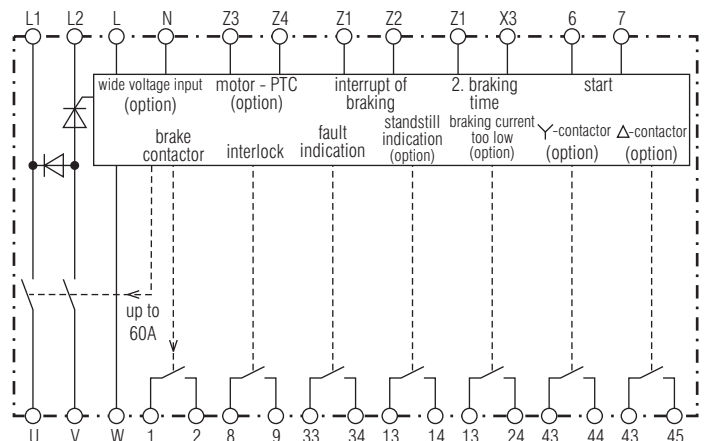 L1 L2 L N Z3 Z4 Z1 Z2 Z1 X3 6 7
wide voltage input
(option)
motor - PTC
(option)
interrupt of
braking
2. braking
time
start
brake
contactor
interlock
fault
indication
standstill
indication
(option)
braking current
too low
(option)
-contactor
(option)
Δ-contactor
(option)
up to
60A
U V W 1 2 8 9 33 34 13 14 13 24 43 44 43 45